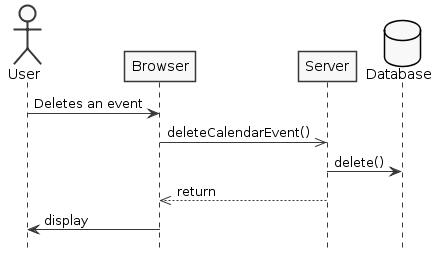 User
Browser
Server
Database
Deletes an event
deleteCalendarEvent()
delete()
return
display